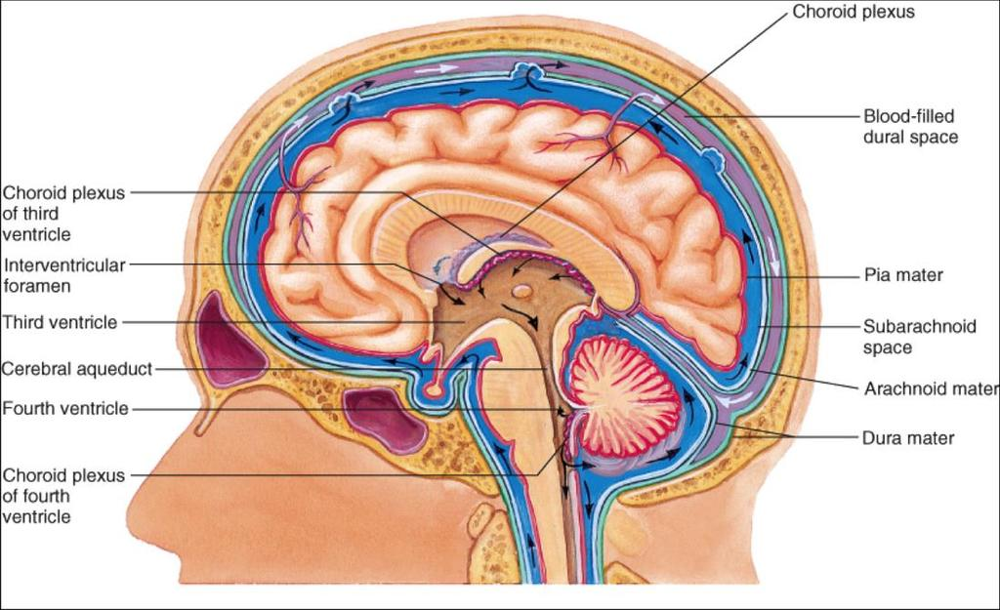 Choroid plexus
Blood-filled
dural space
Choroid plexus
of third
ventricle
Interventricular
foramen
Pia mater
Third ventricle
Subarachnoid
space
Cerebral aqueduct
Arachnoid mater
Fourth ventricle
Dura mater
Choroid plexus
of fourth
ventricle